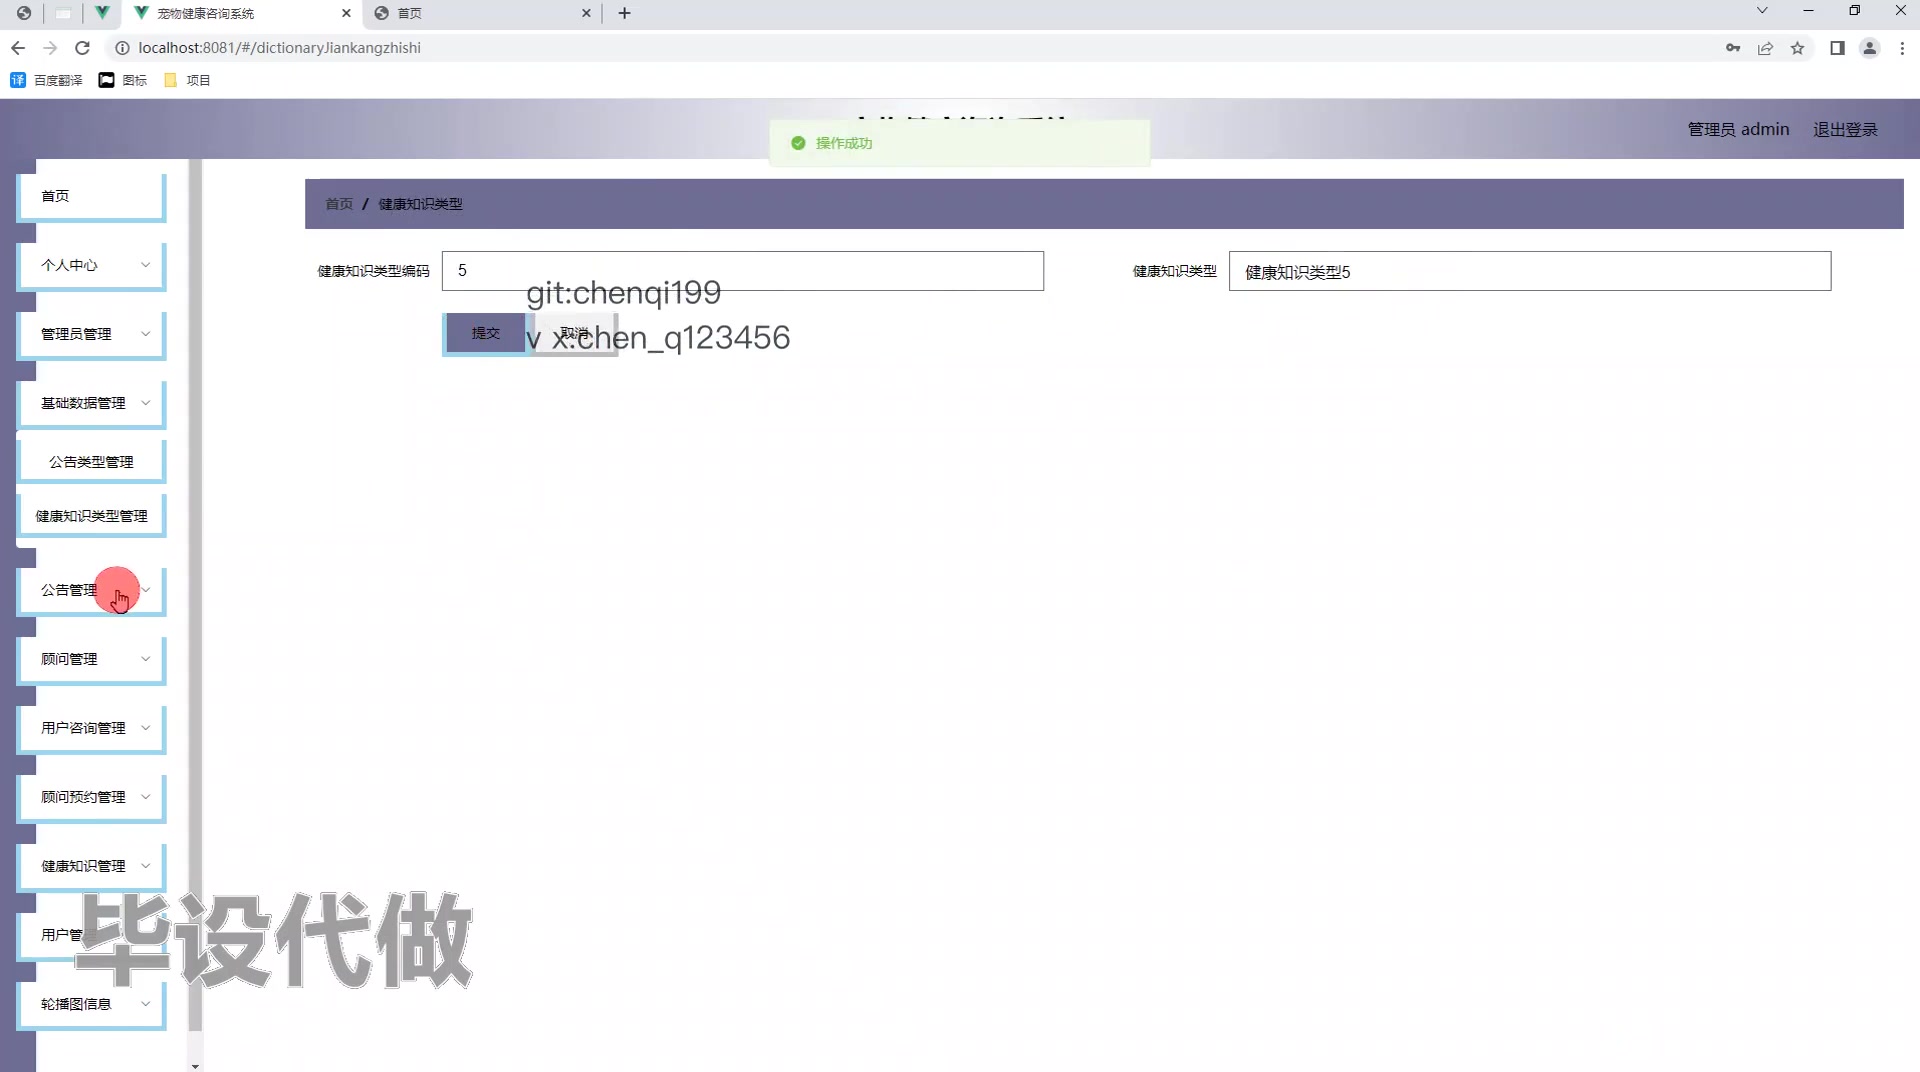 宠物健康咨询系统
首页
localhost:8081/#/dictionaryJiankangzhishi
译 百度翻译
图标
项目
操作成功
管理员 admin
退出登录
首页
个人中心
管理员管理
基础数据管理
公告类型管理
健康知识类型管理
公告管理
顾问管理
用户咨询管理
顾问预约管理
健康知识管理
用户管
轮播图信息
首页 / 健康知识类型
健康知识类型编码 5
健康知识类型 健康知识类型5
提交
取消
git:chenqi199
v x:chen_q123456
毕设代做